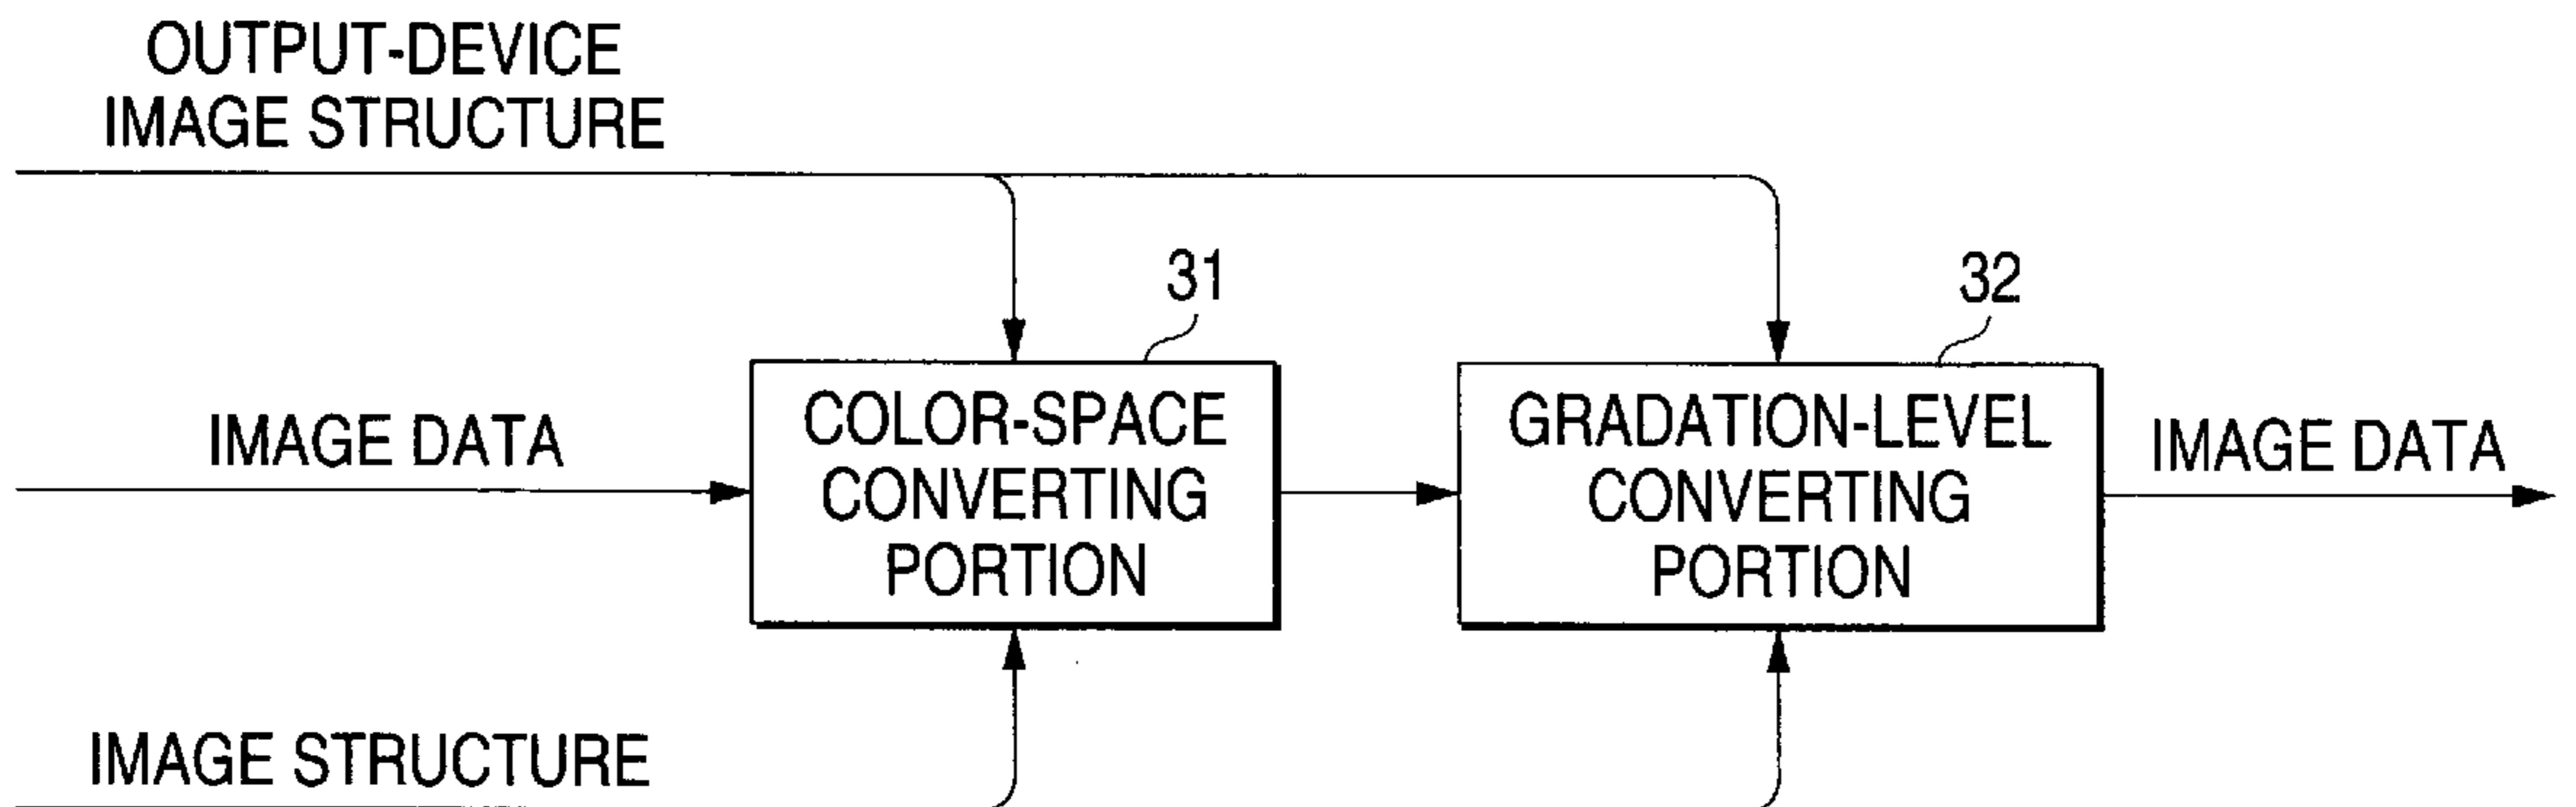 OUTPUT-DEVICE
IMAGE STRUCTURE
31
32
IMAGE DATA
COLOR-SPACE
CONVERTING
PORTION
GRADATION-LEVEL
CONVERTING
PORTION
IMAGE DATA
IMAGE STRUCTURE